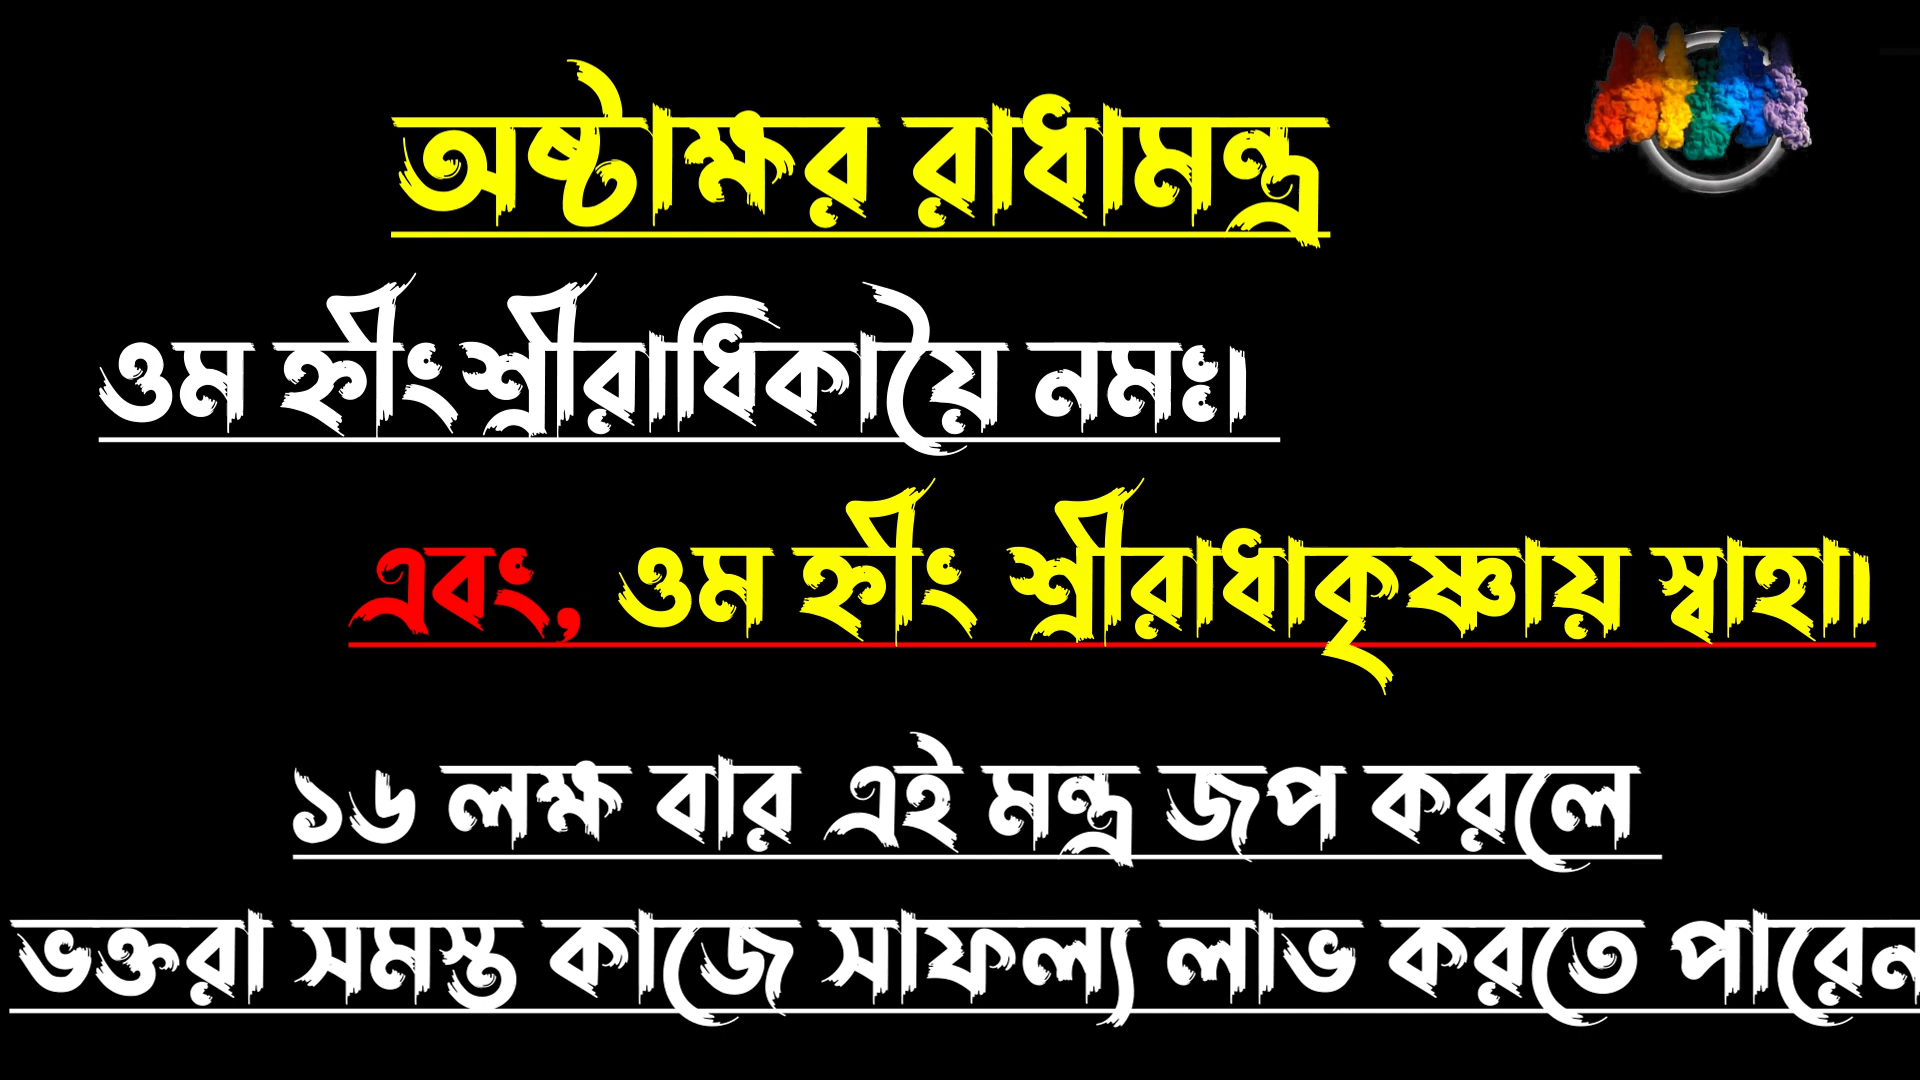 অষ্টাক্ষর রাধামন্ত্র
ওম হ্নীংশ্রীরাধিকায়ৈ নমঃ।
এবং, ওম হ্নীং শ্রীরাধাকৃষ্ণায় স্বাহা।
১৬ লক্ষ বার এই মন্ত্র জপ করলে
ভক্তরা সমস্ত কাজে সাফল্য লাভ করতে পারেন